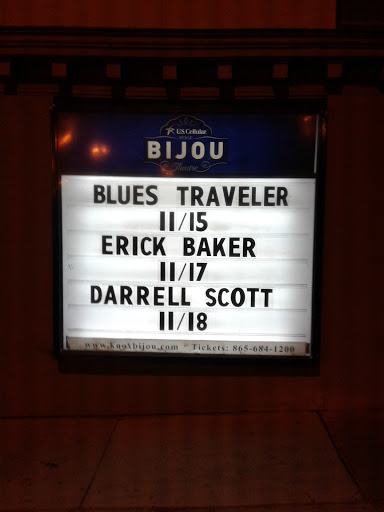 U.S. Cellular
BIJOU
Theatre
BLUES TRAVELER
11/15
ERICK BAKER
11/17
DARRELL SCOTT
11/18
www.knoxbijou.com Tickets: 865-684-1200